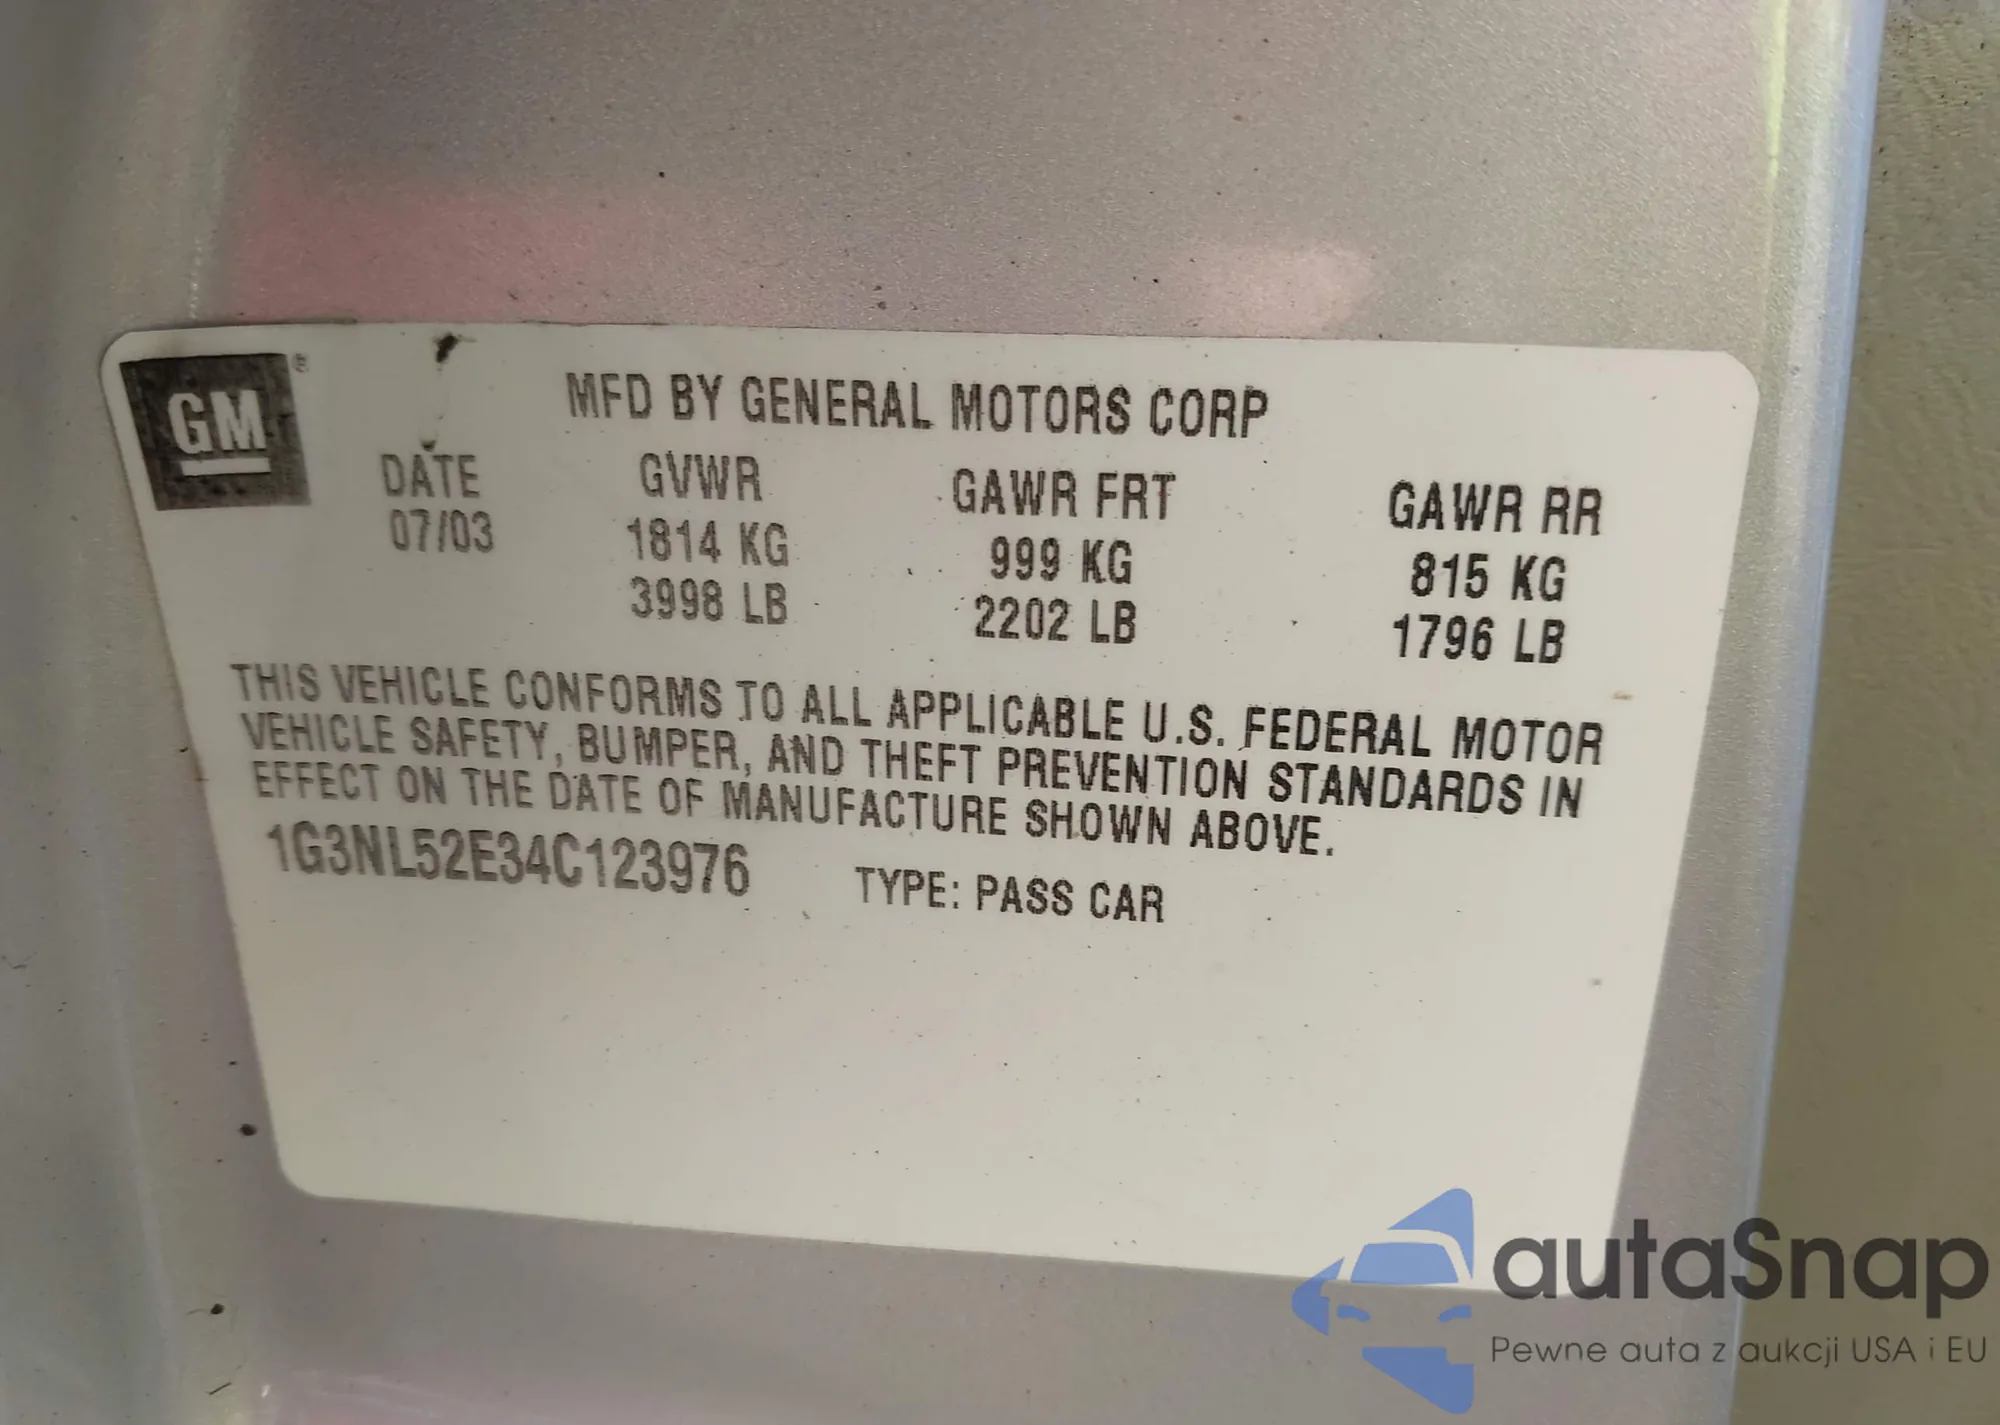 GM ®
MFD BY GENERAL MOTORS CORP
DATE GVWR GAWR FRT GAWR RR
07/03 1814 KG 999 KG 815 KG
3998 LB 2202 LB 1796 LB
THIS VEHICLE CONFORMS TO ALL APPLICABLE U.S. FEDERAL MOTOR
VEHICLE SAFETY, BUMPER, AND THEFT PREVENTION STANDARDS IN
EFFECT ON THE DATE OF MANUFACTURE SHOWN ABOVE.
1G3NL52E34C123976 TYPE: PASS CAR
autaSnap
Pewne auta z aukcji USA i EU